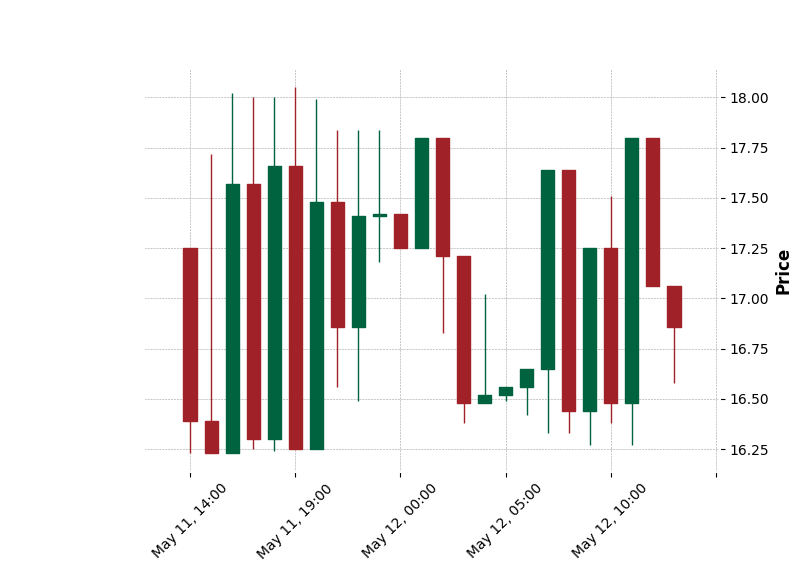 18.00
17.75
17.50
17.25
17.00
16.75
16.50
16.25
Price
May 11, 14:00
May 11, 19:00
May 12, 00:00
May 12, 05:00
May 12, 10:00